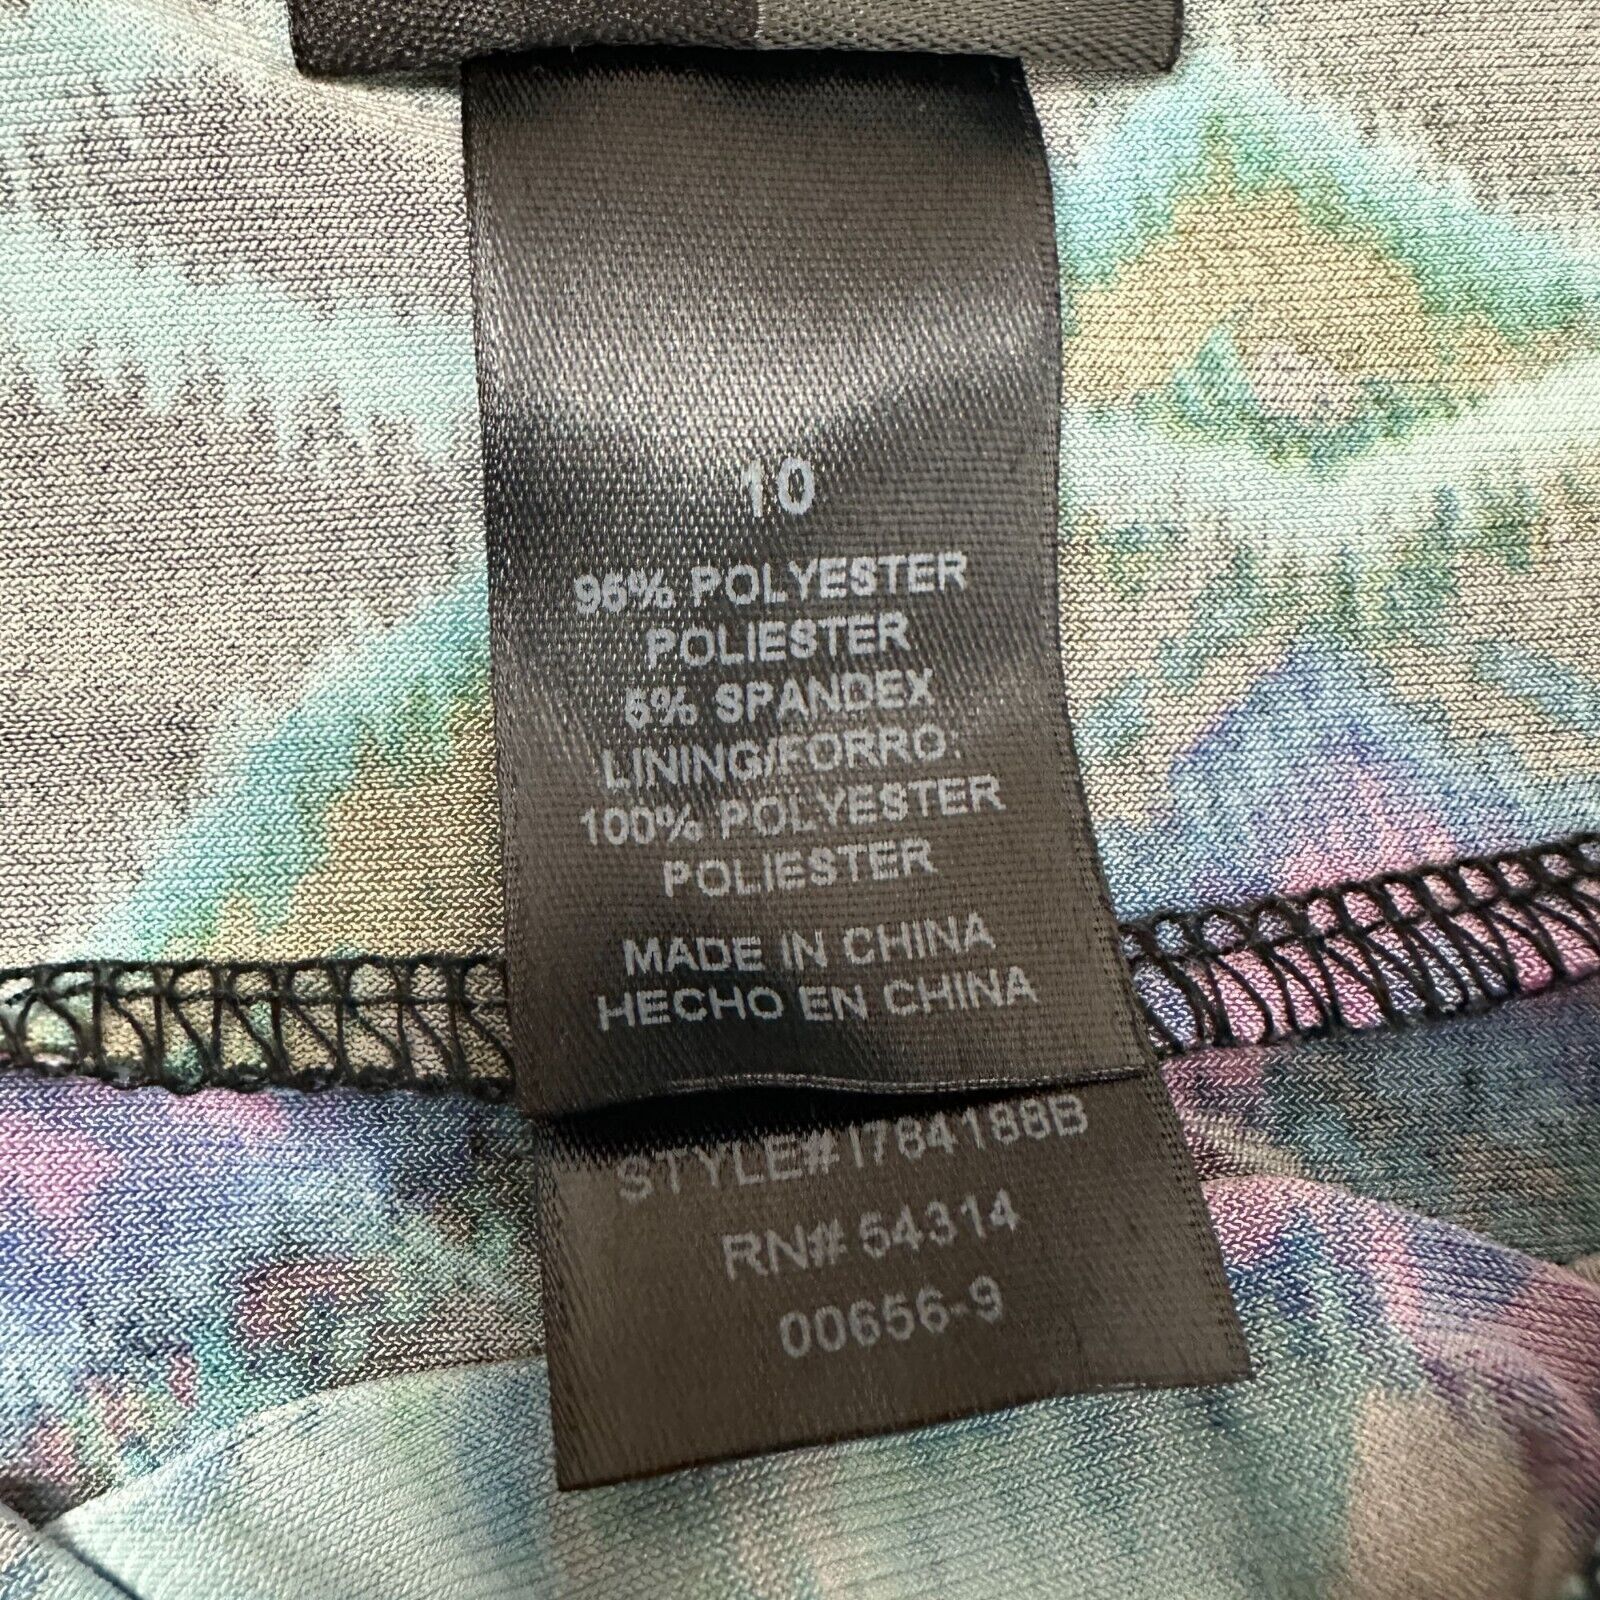 10
95% POLYESTER
POLIESTER
5% SPANDEX
LINING/FORRO:
100% POLYESTER
POLIESTER
MADE IN CHINA
HECHO EN CHINA
STYLE# I784188B
RN# 54314
00656-9